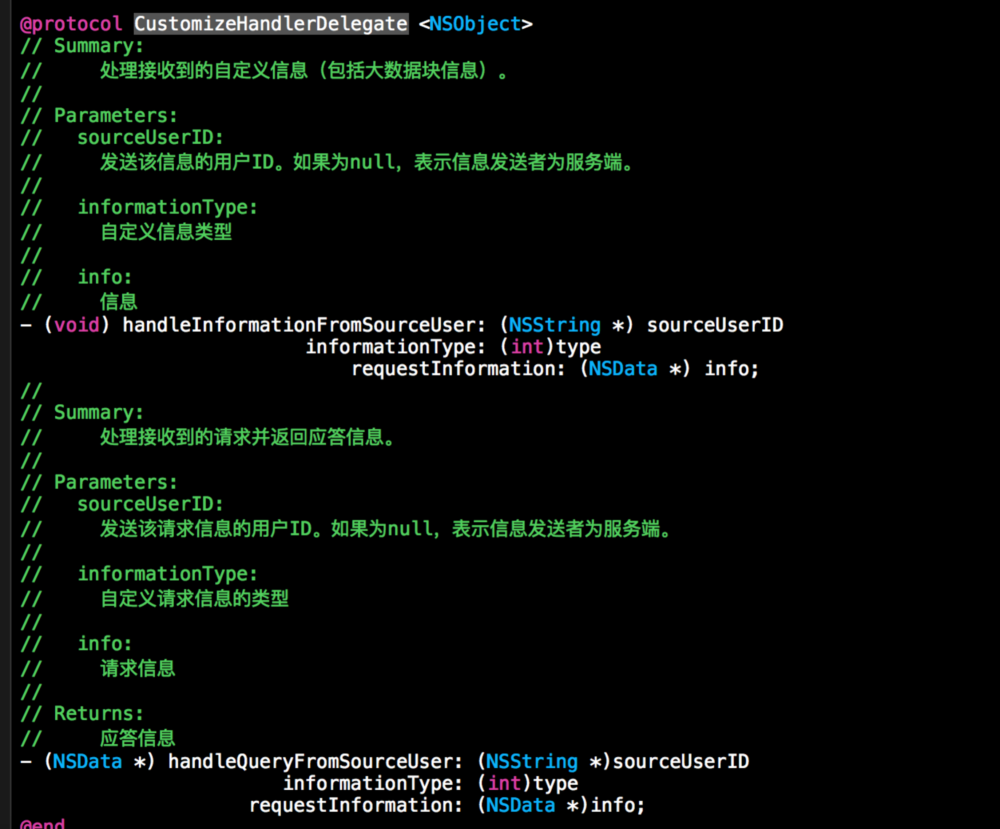 @protocol CustomizeHandlerDelegate <NSObject>
// Summary:
//     处理接收到的自定义信息（包括大数据块信息）。
//
// Parameters:
//   sourceUserID:
//     发送该信息的用户ID。如果为null，表示信息发送者为服务端。
//
//   informationType:
//     自定义信息类型
//
//   info:
//     信息
- (void) handleInformationFromSourceUser: (NSString *) sourceUserID
                         informationType: (int)type
                             requestInformation: (NSData *) info;
//
// Summary:
//     处理接收到的请求并返回应答信息。
//
// Parameters:
//   sourceUserID:
//     发送该请求信息的用户ID。如果为null，表示信息发送者为服务端。
//
//   informationType:
//     自定义请求信息的类型
//
//   info:
//     请求信息
//
// Returns:
//     应答信息
- (NSData *) handleQueryFromSourceUser: (NSString *)sourceUserID
                       informationType: (int)type
                    requestInformation: (NSData *)info;
@end